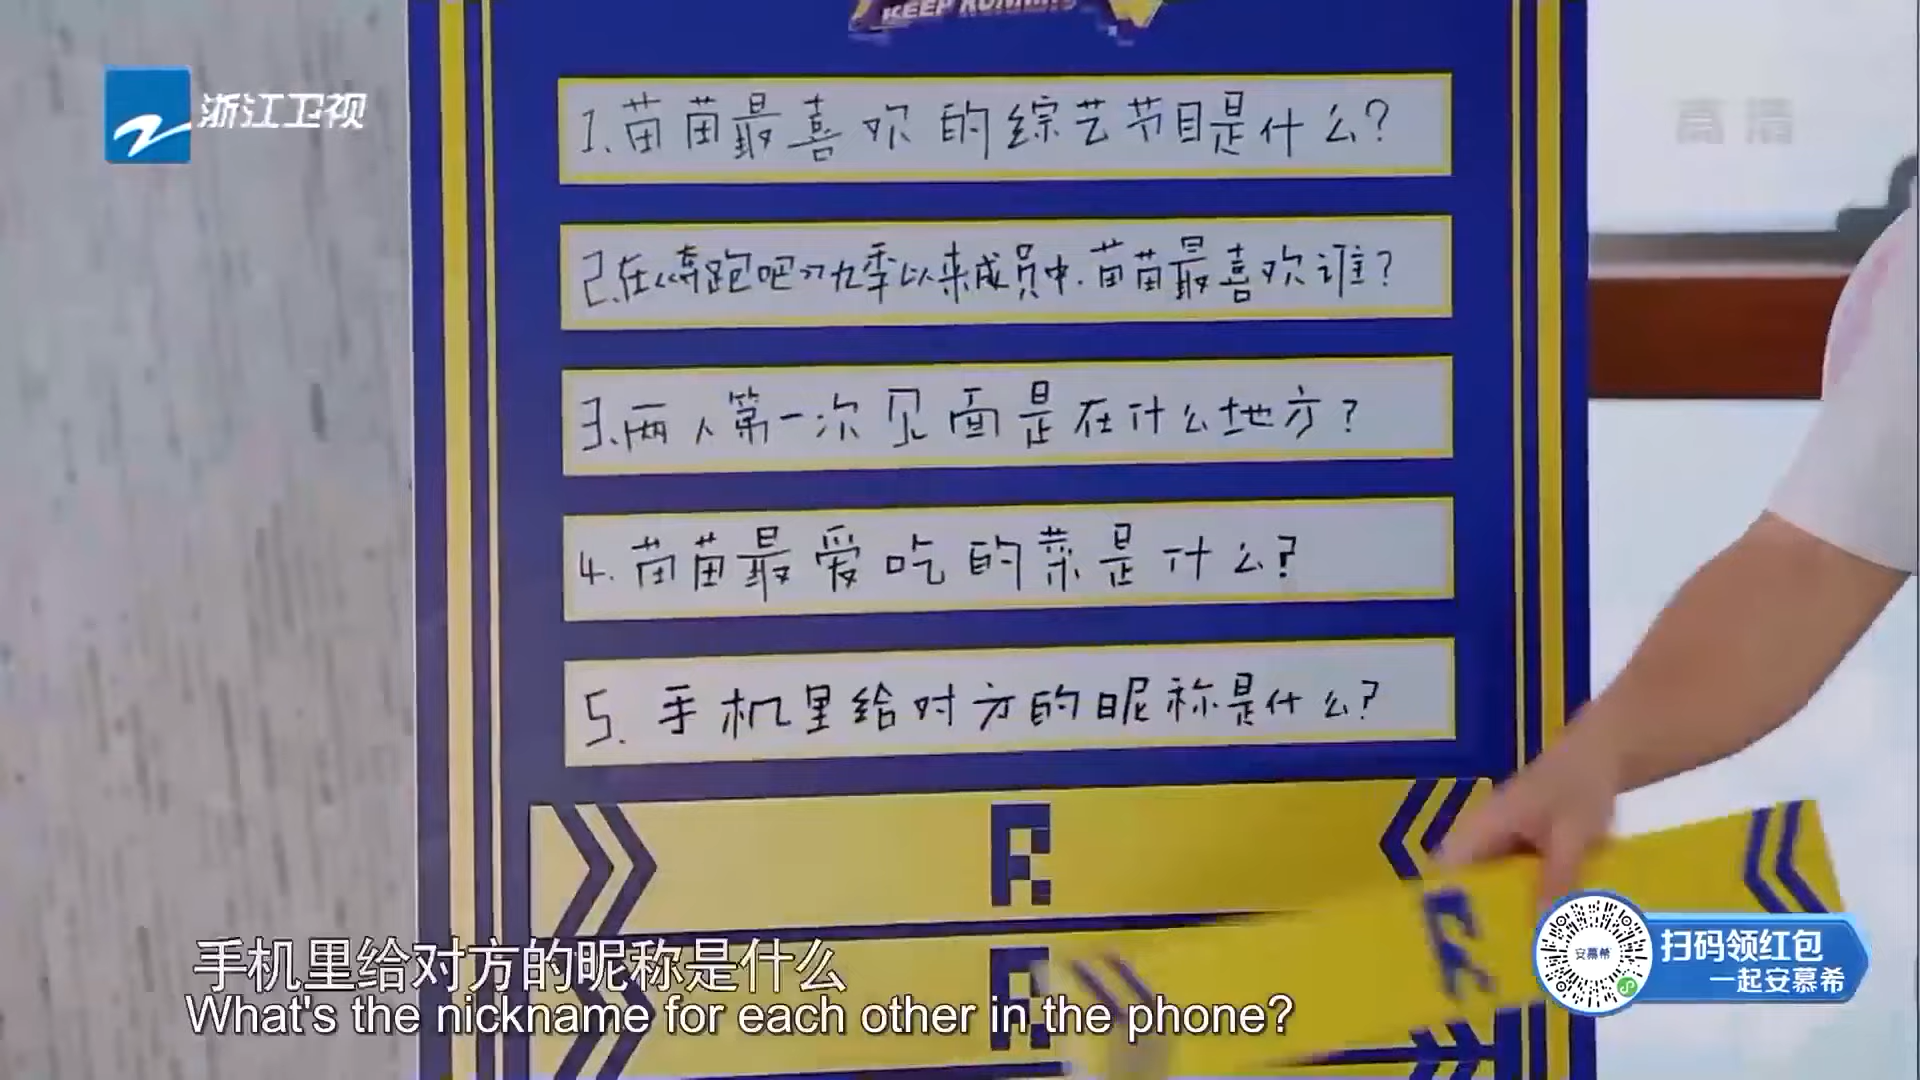 KEEP RUNNING
浙江卫视
高清
1.苗苗最喜欢的综艺节目是什么?
2.在《奔跑吧》九季以来成员中.苗苗最喜欢谁?
3.两人第一次见面是在什么地方?
4.苗苗最爱吃的菜是什么?
5.手机里给对方的昵称是什么?
R
R
R
手机里给对方的昵称是什么
What's the nickname for each other in the phone?
安慕希
扫码领红包
一起安慕希